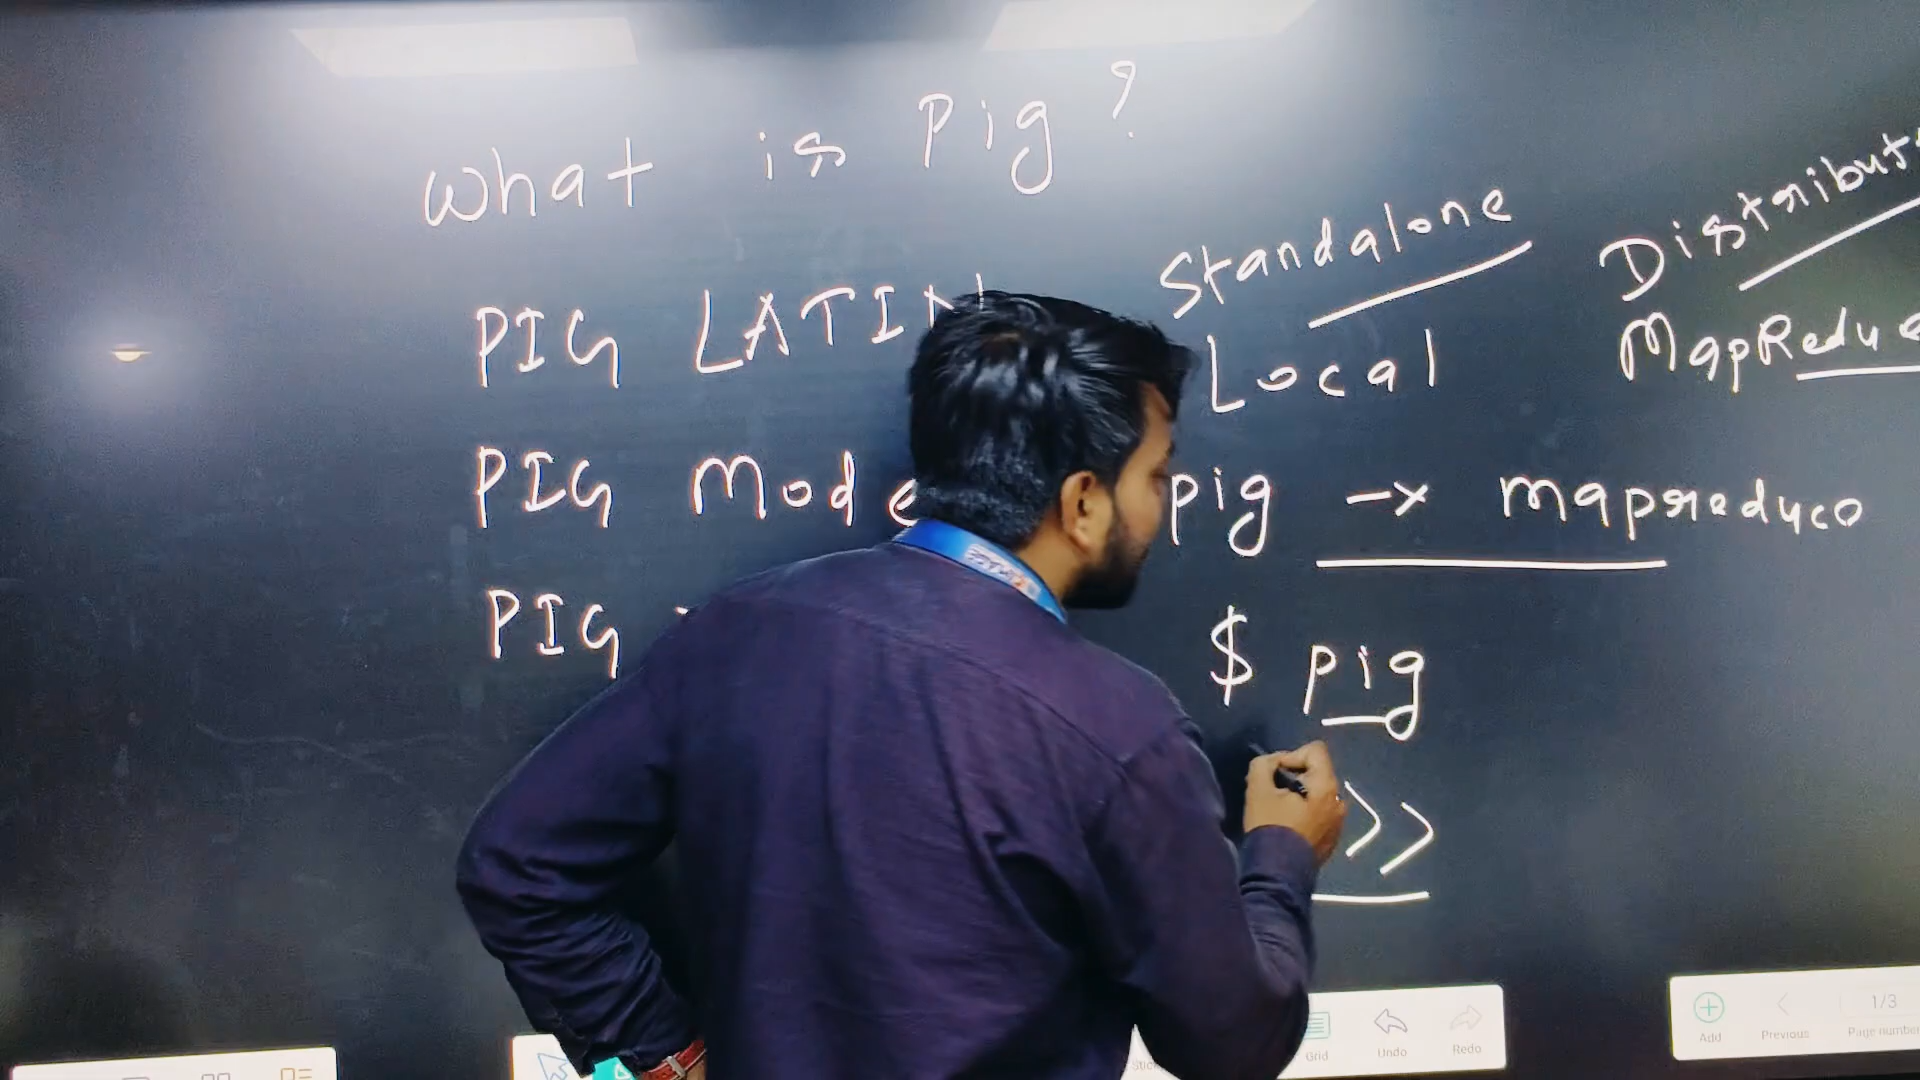 What is Pig ?
Standalone
PIG LATIN
Local
MapReduce
PIG Mode
pig -x mapreduce
PIG
$ pig
>>
Grid
Undo
Redo
Add
Previous
1/3
Page number